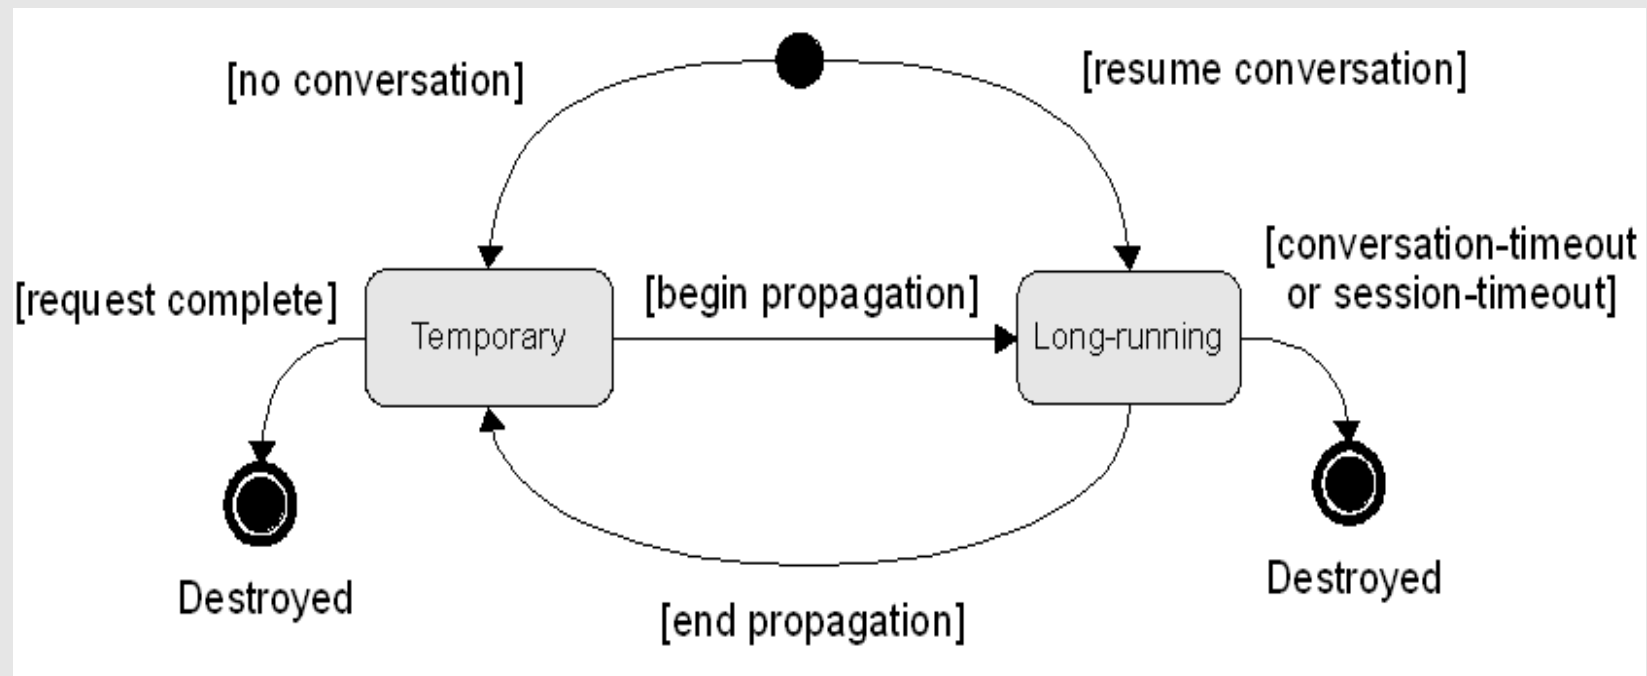 [no conversation]
[resume conversation]
[conversation-timeout
or session-timeout]
[request complete]
[begin propagation]
Temporary
Long-running
Destroyed
Destroyed
[end propagation]